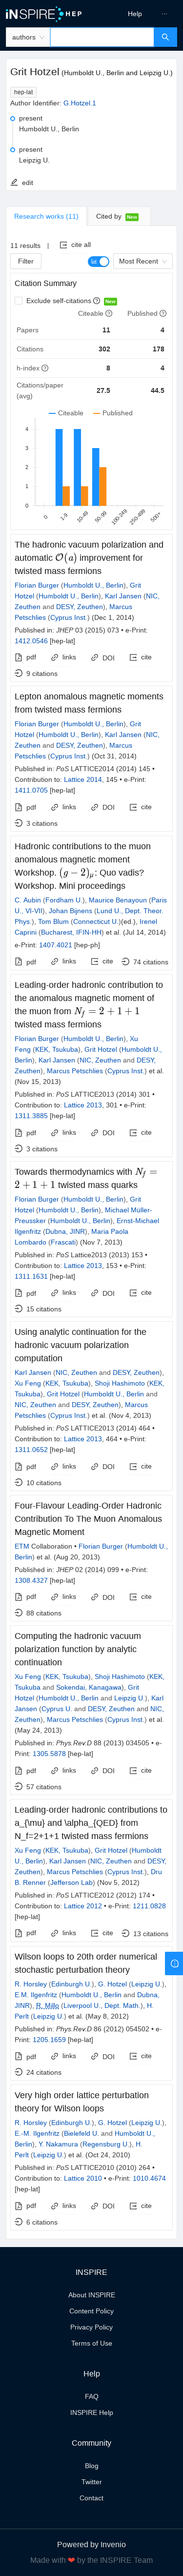 INSPIRE HEP
Help
...
authors
Grit Hotzel (Humboldt U., Berlin and Leipzig U.)
hep-lat
Author Identifier: G.Hotzel.1
present
Humboldt U., Berlin
present
Leipzig U.
edit
Research works (11)
Cited by New
11 results | cite all
Filter
Most Recent
Citation Summary
Exclude self-citations ? New
Citeable ? Published ?
Papers 11 4
Citations 302 178
h-index ? 8 4
Citations/paper (avg) 27.5 44.5
Citeable Published
4
3
2
1
0
0 1-9 10-49 50-99 100-249 250-499 500+
The hadronic vacuum polarization and
automatic O(a) improvement for
twisted mass fermions
Florian Burger (Humboldt U., Berlin), Grit
Hotzel (Humboldt U., Berlin), Karl Jansen (NIC,
Zeuthen and DESY, Zeuthen), Marcus
Petschlies (Cyprus Inst.) (Dec 1, 2014)
Published in: JHEP 03 (2015) 073 • e-Print:
1412.0546 [hep-lat]
pdf links DOI cite
9 citations
Lepton anomalous magnetic moments
from twisted mass fermions
Florian Burger (Humboldt U., Berlin), Grit
Hotzel (Humboldt U., Berlin), Karl Jansen (NIC,
Zeuthen and DESY, Zeuthen), Marcus
Petschlies (Cyprus Inst.) (Oct 31, 2014)
Published in: PoS LATTICE2014 (2014) 145 •
Contribution to: Lattice 2014, 145 • e-Print:
1411.0705 [hep-lat]
pdf links DOI cite
3 citations
Hadronic contributions to the muon
anomalous magnetic moment
Workshop. (g − 2)μ: Quo vadis?
Workshop. Mini proceedings
C. Aubin (Fordham U.), Maurice Benayoun (Paris
U., VI-VII), Johan Bijnens (Lund U., Dept. Theor.
Phys.), Tom Blum (Connecticut U.)(ed.), Irenel
Caprini (Bucharest, IFIN-HH) et al. (Jul 14, 2014)
e-Print: 1407.4021 [hep-ph]
pdf links cite 74 citations
Leading-order hadronic contribution to
the anomalous magnetic moment of
the muon from Nf = 2 + 1 + 1
twisted mass fermions
Florian Burger (Humboldt U., Berlin), Xu
Feng (KEK, Tsukuba), Grit Hotzel (Humboldt U.,
Berlin), Karl Jansen (NIC, Zeuthen and DESY,
Zeuthen), Marcus Petschlies (Cyprus Inst.) et al.
(Nov 15, 2013)
Published in: PoS LATTICE2013 (2014) 301 •
Contribution to: Lattice 2013, 301 • e-Print:
1311.3885 [hep-lat]
pdf links DOI cite
3 citations
Towards thermodynamics with Nf =
2 + 1 + 1 twisted mass quarks
Florian Burger (Humboldt U., Berlin), Grit
Hotzel (Humboldt U., Berlin), Michael Müller-
Preussker (Humboldt U., Berlin), Ernst-Michael
Ilgenfritz (Dubna, JINR), Maria Paola
Lombardo (Frascati) (Nov 7, 2013)
Published in: PoS Lattice2013 (2013) 153 •
Contribution to: Lattice 2013, 153 • e-Print:
1311.1631 [hep-lat]
pdf links DOI cite
15 citations
Using analytic continuation for the
hadronic vacuum polarization
computation
Karl Jansen (NIC, Zeuthen and DESY, Zeuthen),
Xu Feng (KEK, Tsukuba), Shoji Hashimoto (KEK,
Tsukuba), Grit Hotzel (Humboldt U., Berlin and
NIC, Zeuthen and DESY, Zeuthen), Marcus
Petschlies (Cyprus Inst.) et al. (Nov 4, 2013)
Published in: PoS LATTICE2013 (2014) 464 •
Contribution to: Lattice 2013, 464 • e-Print:
1311.0652 [hep-lat]
pdf links DOI cite
10 citations
Four-Flavour Leading-Order Hadronic
Contribution To The Muon Anomalous
Magnetic Moment
ETM Collaboration • Florian Burger (Humboldt U.,
Berlin) et al. (Aug 20, 2013)
Published in: JHEP 02 (2014) 099 • e-Print:
1308.4327 [hep-lat]
pdf links DOI cite
88 citations
Computing the hadronic vacuum
polarization function by analytic
continuation
Xu Feng (KEK, Tsukuba), Shoji Hashimoto (KEK,
Tsukuba and Sokendai, Kanagawa), Grit
Hotzel (Humboldt U., Berlin and Leipzig U.), Karl
Jansen (Cyprus U. and DESY, Zeuthen and NIC,
Zeuthen), Marcus Petschlies (Cyprus Inst.) et al.
(May 24, 2013)
Published in: Phys.Rev.D 88 (2013) 034505 • e-
Print: 1305.5878 [hep-lat]
pdf links DOI cite
57 citations
Leading-order hadronic contributions to
a_{\mu} and \alpha_{QED} from
N_f=2+1+1 twisted mass fermions
Xu Feng (KEK, Tsukuba), Grit Hotzel (Humboldt
U., Berlin), Karl Jansen (NIC, Zeuthen and DESY,
Zeuthen), Marcus Petschlies (Cyprus Inst.), Dru
B. Renner (Jefferson Lab) (Nov 5, 2012)
Published in: PoS LATTICE2012 (2012) 174 •
Contribution to: Lattice 2012 • e-Print: 1211.0828
[hep-lat]
pdf links cite 13 citations
Wilson loops to 20th order numerical
stochastic perturbation theory
R. Horsley (Edinburgh U.), G. Hotzel (Leipzig U.),
E.M. Ilgenfritz (Humboldt U., Berlin and Dubna,
JINR), R. Millo (Liverpool U., Dept. Math.), H.
Perlt (Leipzig U.) et al. (May 8, 2012)
Published in: Phys.Rev.D 86 (2012) 054502 • e-
Print: 1205.1659 [hep-lat]
pdf links DOI cite
24 citations
Very high order lattice perturbation
theory for Wilson loops
R. Horsley (Edinburgh U.), G. Hotzel (Leipzig U.),
E.-M. Ilgenfritz (Bielefeld U. and Humboldt U.,
Berlin), Y. Nakamura (Regensburg U.), H.
Perlt (Leipzig U.) et al. (Oct 24, 2010)
Published in: PoS LATTICE2010 (2010) 264 •
Contribution to: Lattice 2010 • e-Print: 1010.4674
[hep-lat]
pdf links DOI cite
6 citations
INSPIRE
About INSPIRE
Content Policy
Privacy Policy
Terms of Use
Help
FAQ
INSPIRE Help
Community
Blog
Twitter
Contact
Powered by Invenio
Made with ❤ by the INSPIRE Team